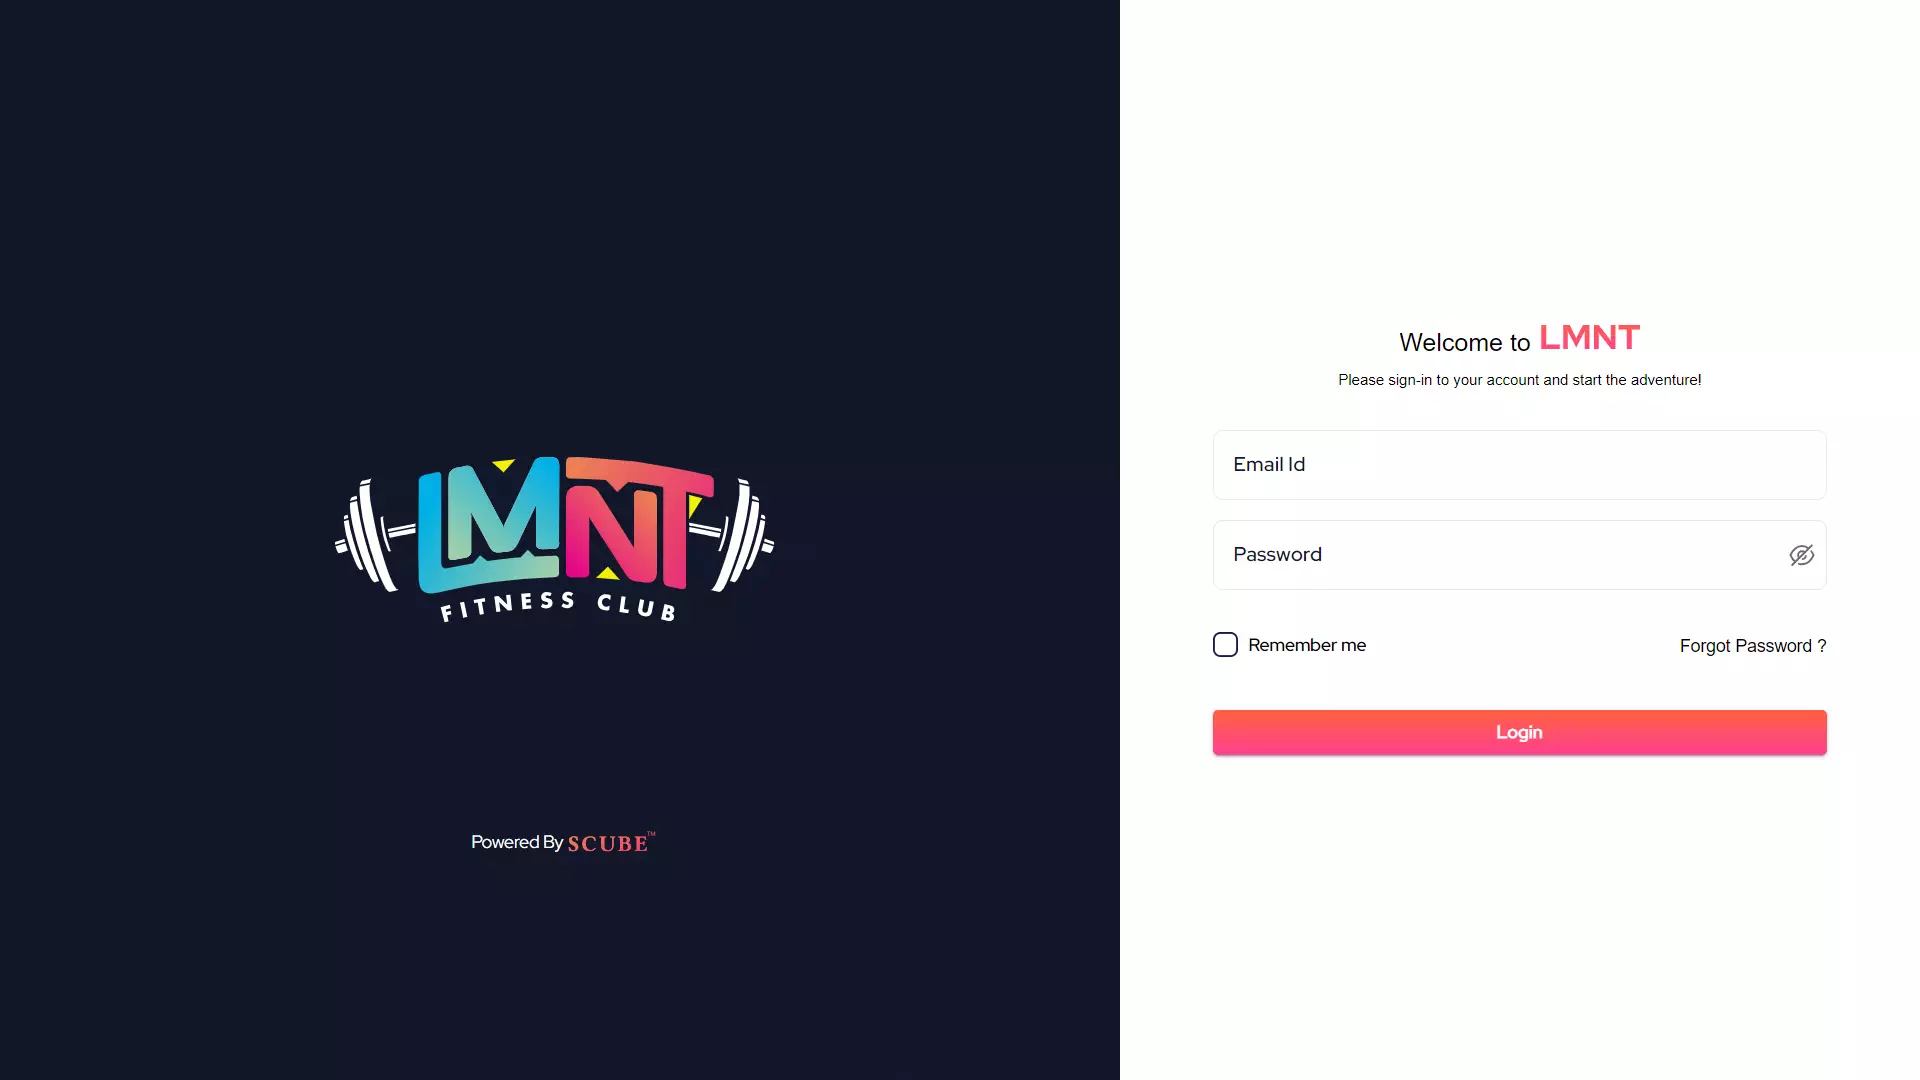 LMNT
FITNESS CLUB
Powered By SCUBE™
Welcome to LMNT
Please sign-in to your account and start the adventure!
Email Id
Password
Remember me
Forgot Password ?
Login